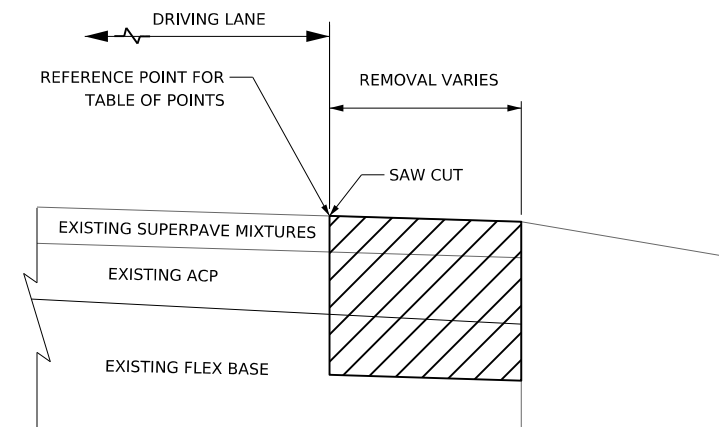 DRIVING LANE
REFERENCE POINT FOR
TABLE OF POINTS
REMOVAL VARIES
SAW CUT
EXISTING SUPERPAVE MIXTURES
EXISTING ACP
EXISTING FLEX BASE